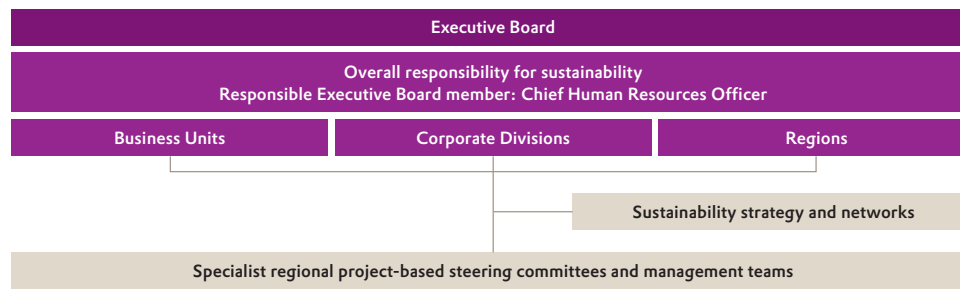 Executive Board
Overall responsibility for sustainability
Responsible Executive Board member: Chief Human Resources Officer
Business Units
Corporate Divisions
Regions
Sustainability strategy and networks
Specialist regional project-based steering committees and management teams